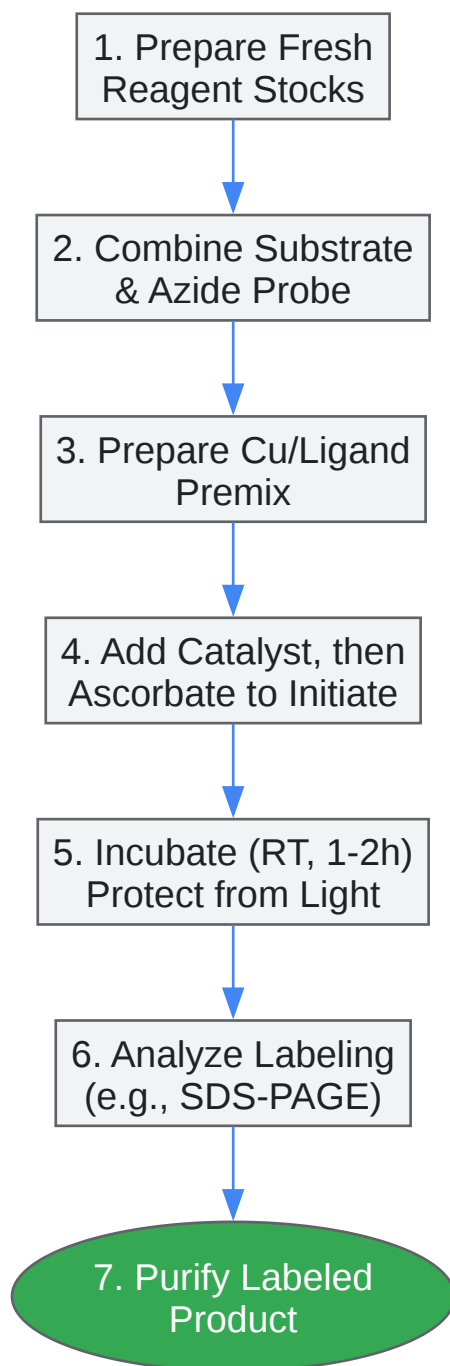 1. Prepare Fresh
Reagent Stocks
2. Combine Substrate
& Azide Probe
3. Prepare Cu/Ligand
Premix
4. Add Catalyst, then
Ascorbate to Initiate
5. Incubate (RT, 1-2h)
Protect from Light
6. Analyze Labeling
(e.g., SDS-PAGE)
7. Purify Labeled
Product